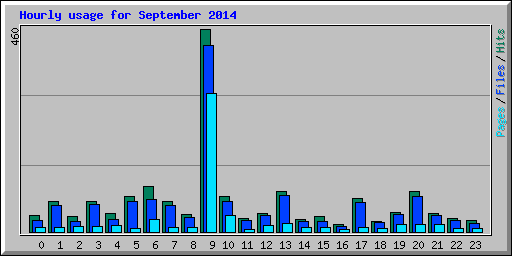 Hourly usage for September 2014
460
Pages / Files / Hits
0 1 2 3 4 5 6 7 8 9 10 11 12 13 14 15 16 17 18 19 20 21 22 23